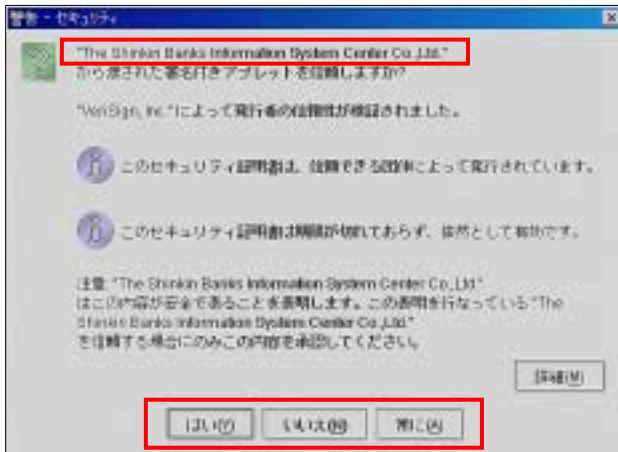 警告 - セキュリティ
"The Shinkin Banks Information System Center Co.,Ltd."
から渡された署名付きアプレットを信頼しますか?
"VeriSign, Inc."によって発行者の信頼性が検証されました。
このセキュリティ証明書は、信頼できる団体によって発行されています。
このセキュリティ証明書は期限が切れておらず、依然として有効です。
注意: "The Shinkin Banks Information System Center Co.,Ltd."
はこの内容が安全であることを表明します。この表明を行なっている "The
Shinkin Banks Information System Center Co.,Ltd."
を信頼する場合にのみこの内容を承認してください。
詳細(M)
はい(Y) いいえ(N) 常に(A)